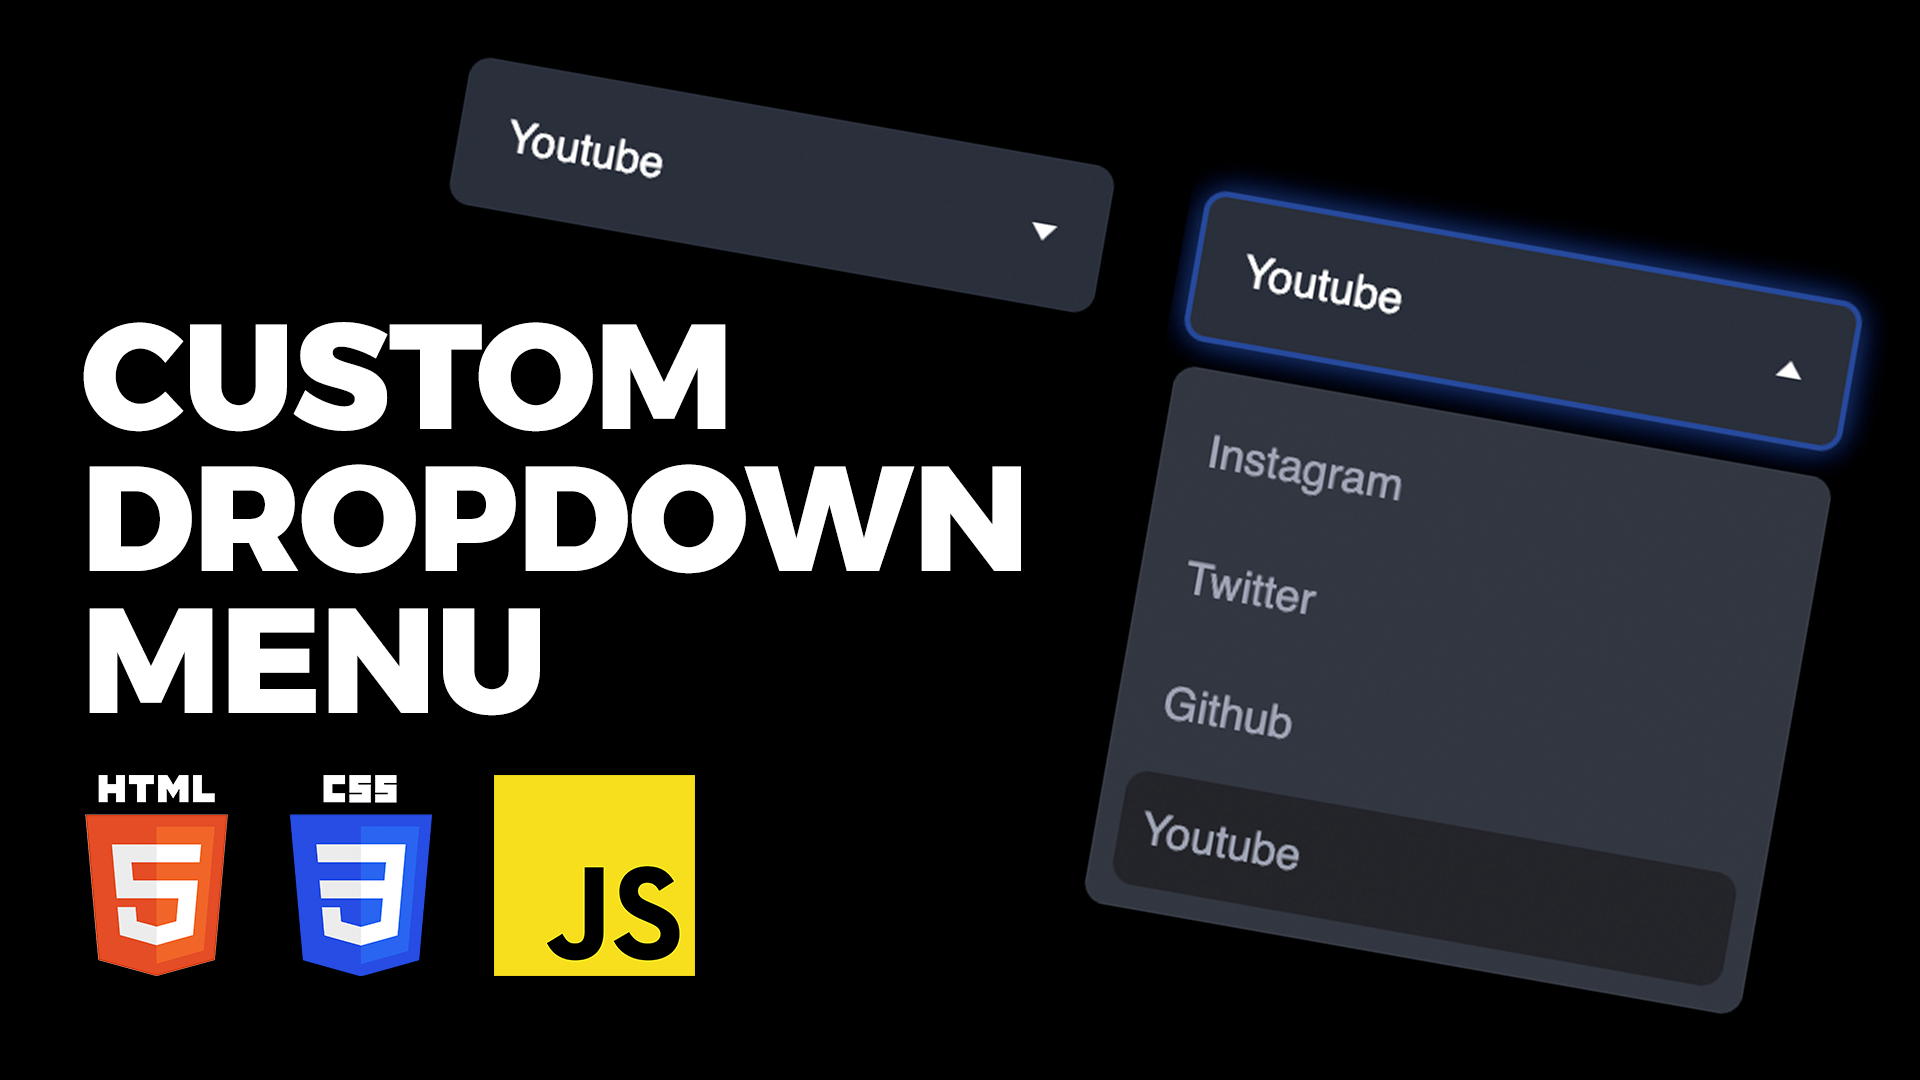 Youtube
Youtube
Instagram
Twitter
Github
Youtube
CUSTOM
DROPDOWN
MENU
HTML
5
CSS
3
JS